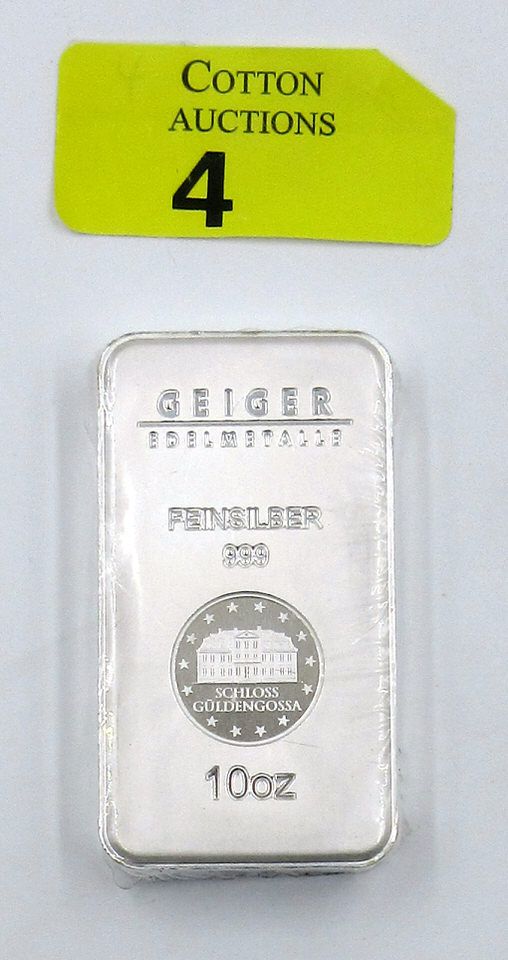 COTTON
AUCTIONS
4
GEIGER
EDELMETALLE
FEINSILBER
999
SCHLOSS
GÜLDENGOSSA
10oz